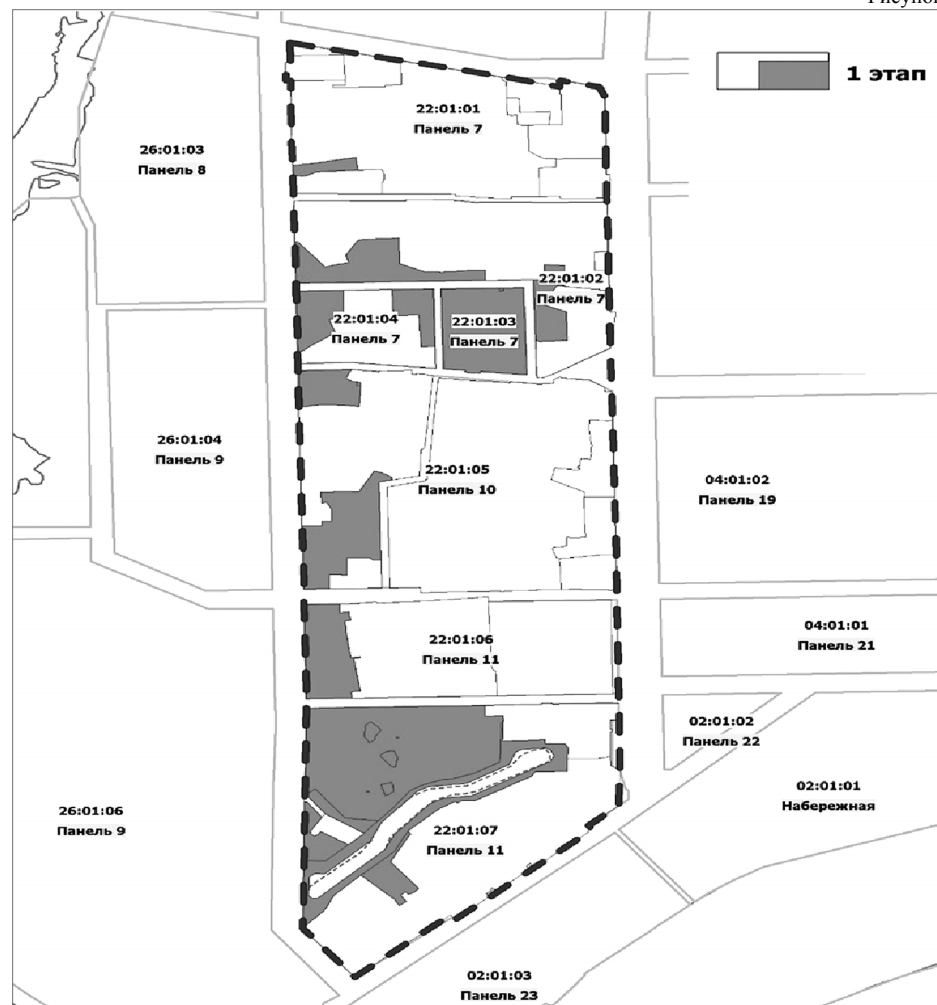 Рисунок
1 этап
22:01:01
Панель 7
26:01:03
Панель 8
22:01:02
Панель 7
22:01:04
Панель 7
22:01:03
Панель 7
26:01:04
Панель 9
22:01:05
Панель 10
04:01:02
Панель 19
22:01:06
Панель 11
04:01:01
Панель 21
02:01:02
Панель 22
02:01:01
Набережная
26:01:06
Панель 9
22:01:07
Панель 11
02:01:03
Панель 23